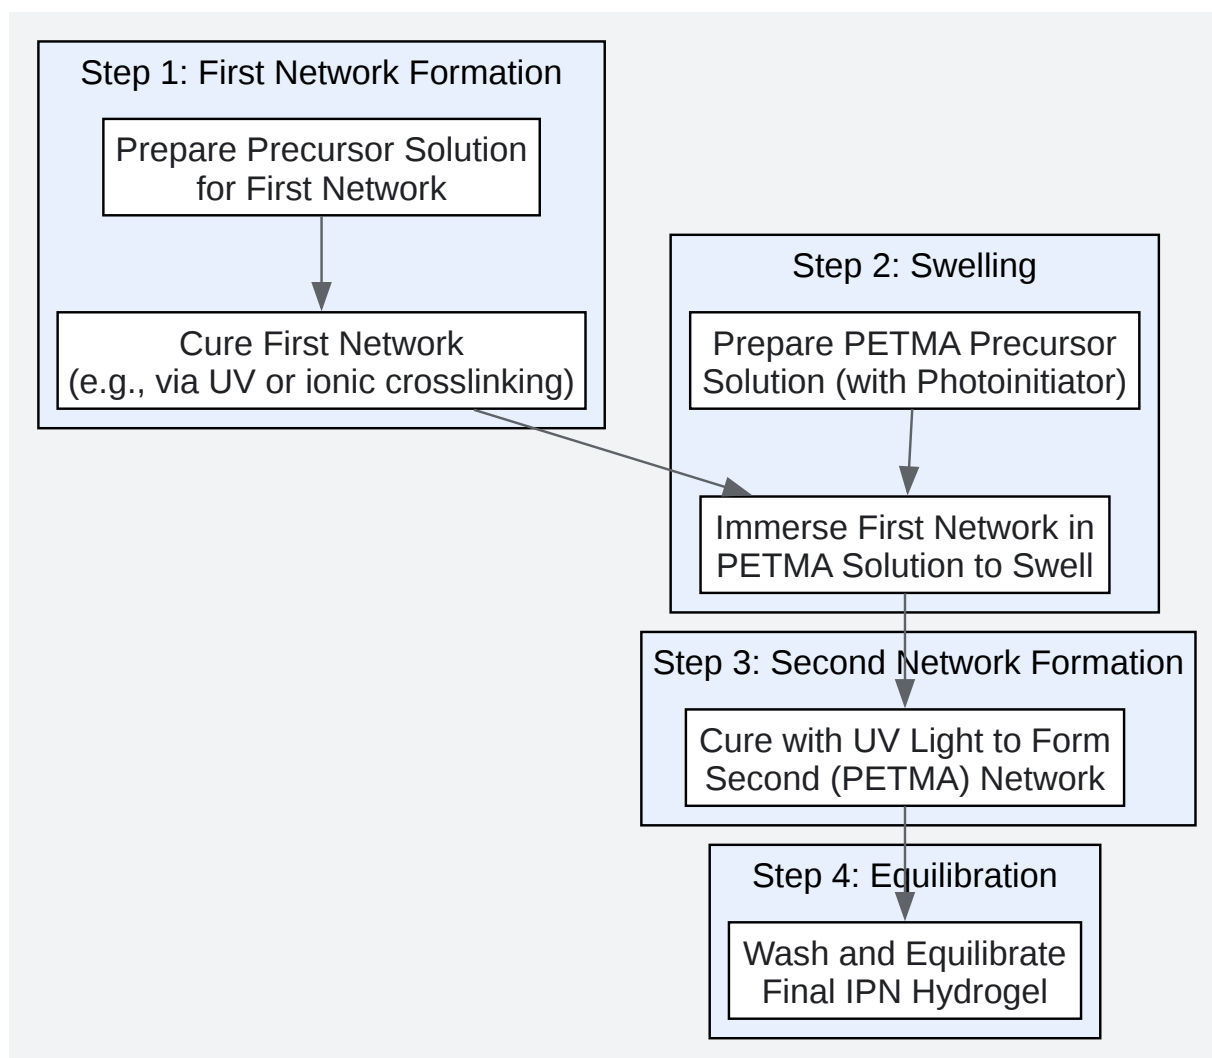 Step 1: First Network Formation
Prepare Precursor Solution
for First Network
Cure First Network
(e.g., via UV or ionic crosslinking)
Step 2: Swelling
Prepare PETMA Precursor
Solution (with Photoinitiator)
Immerse First Network in
PETMA Solution to Swell
Step 3: Second Network Formation
Cure with UV Light to Form
Second (PETMA) Network
Step 4: Equilibration
Wash and Equilibrate
Final IPN Hydrogel